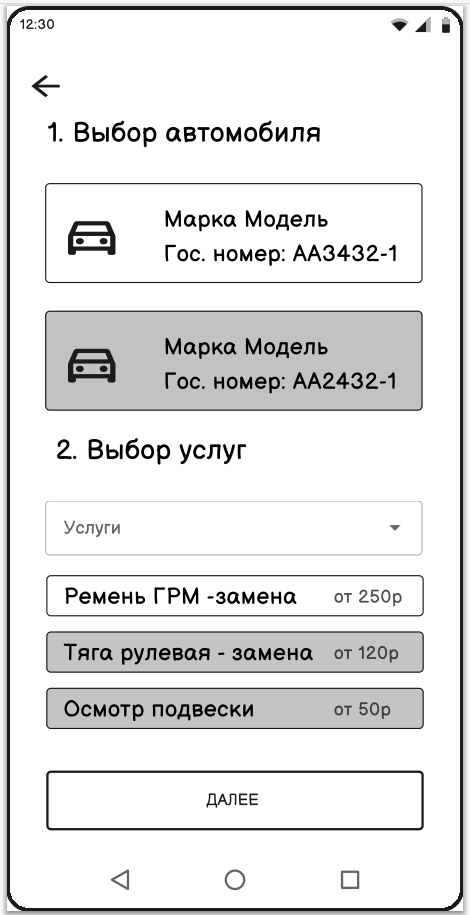 12:30
1. Выбор автомобиля
Марка Модель
Гос. номер: АА3432-1
Марка Модель
Гос. номер: АА2432-1
2. Выбор услуг
Услуги
Ремень ГРМ -замена от 250р
Тяга рулевая - замена от 120р
Осмотр подвески от 50р
ДАЛЕЕ